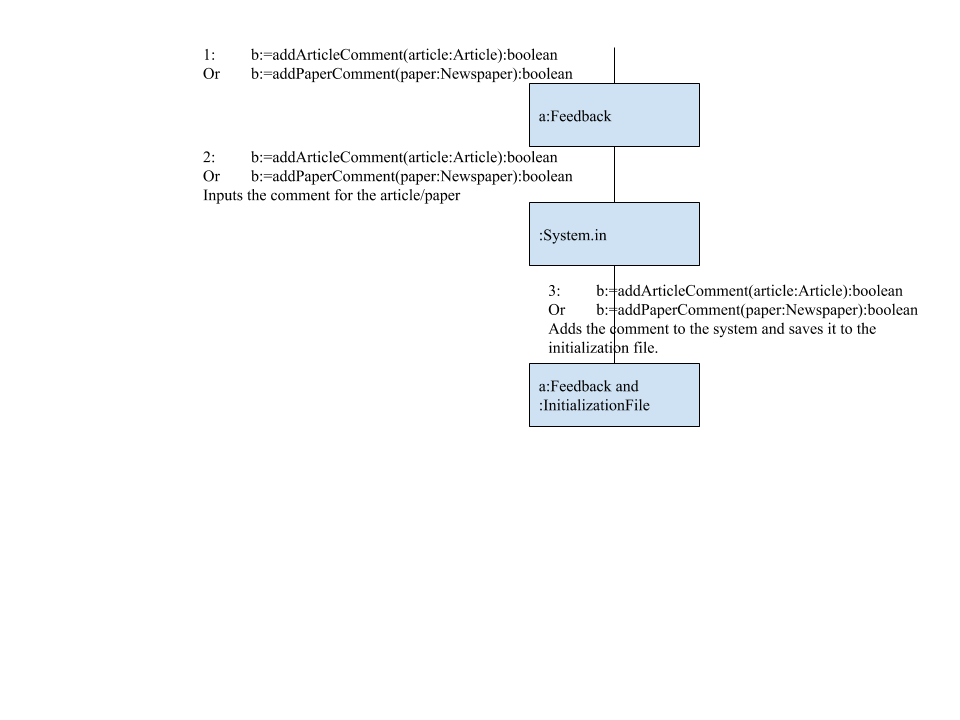 1: b:=addArticleComment(article:Article):boolean
Or b:=addPaperComment(paper:Newspaper):boolean
a:Feedback
2: b:=addArticleComment(article:Article):boolean
Or b:=addPaperComment(paper:Newspaper):boolean
Inputs the comment for the article/paper
:System.in
3: b:=addArticleComment(article:Article):boolean
Or b:=addPaperComment(paper:Newspaper):boolean
Adds the comment to the system and saves it to the
initialization file.
a:Feedback and
:InitializationFile